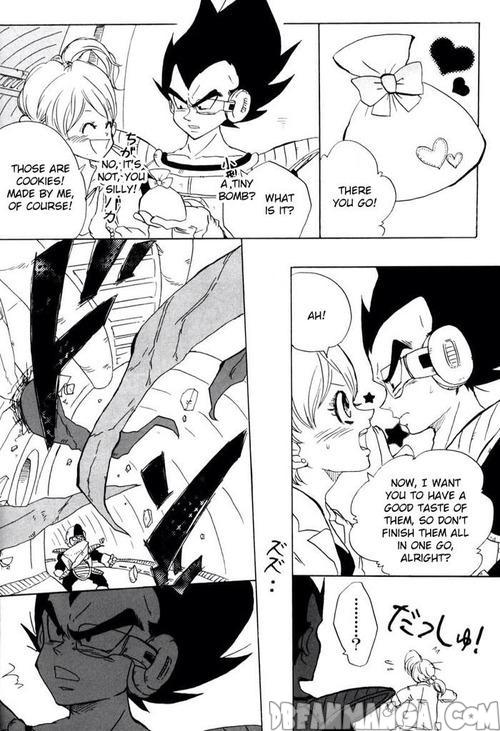 THERE
YOU GO!
WHAT
IS IT?
A TINY
BOMB?
小型
NO, IT'S
NOT, YOU
SILLY!
ちが
バカ
THOSE ARE
COOKIES!
MADE BY ME,
OF COURSE!
AH!
NOW, I WANT
YOU TO HAVE
A GOOD TASTE
OF THEM, SO DON'T
FINISH THEM ALL
IN ONE GO,
ALRIGHT?
ズズ・・
........
?
だっしゅ!
DBFANMANGA.COM